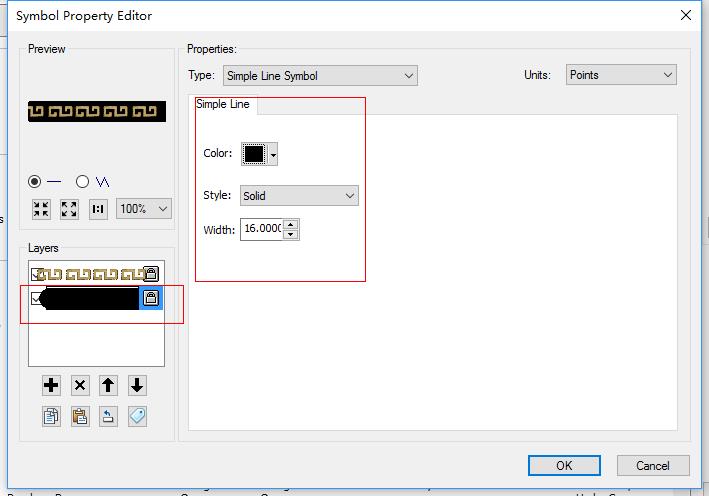 Symbol Property Editor
Preview
100%
Layers
Properties:
Type: Simple Line Symbol
Units: Points
Simple Line
Color:
Style: Solid
Width: 16.0000
OK
Cancel